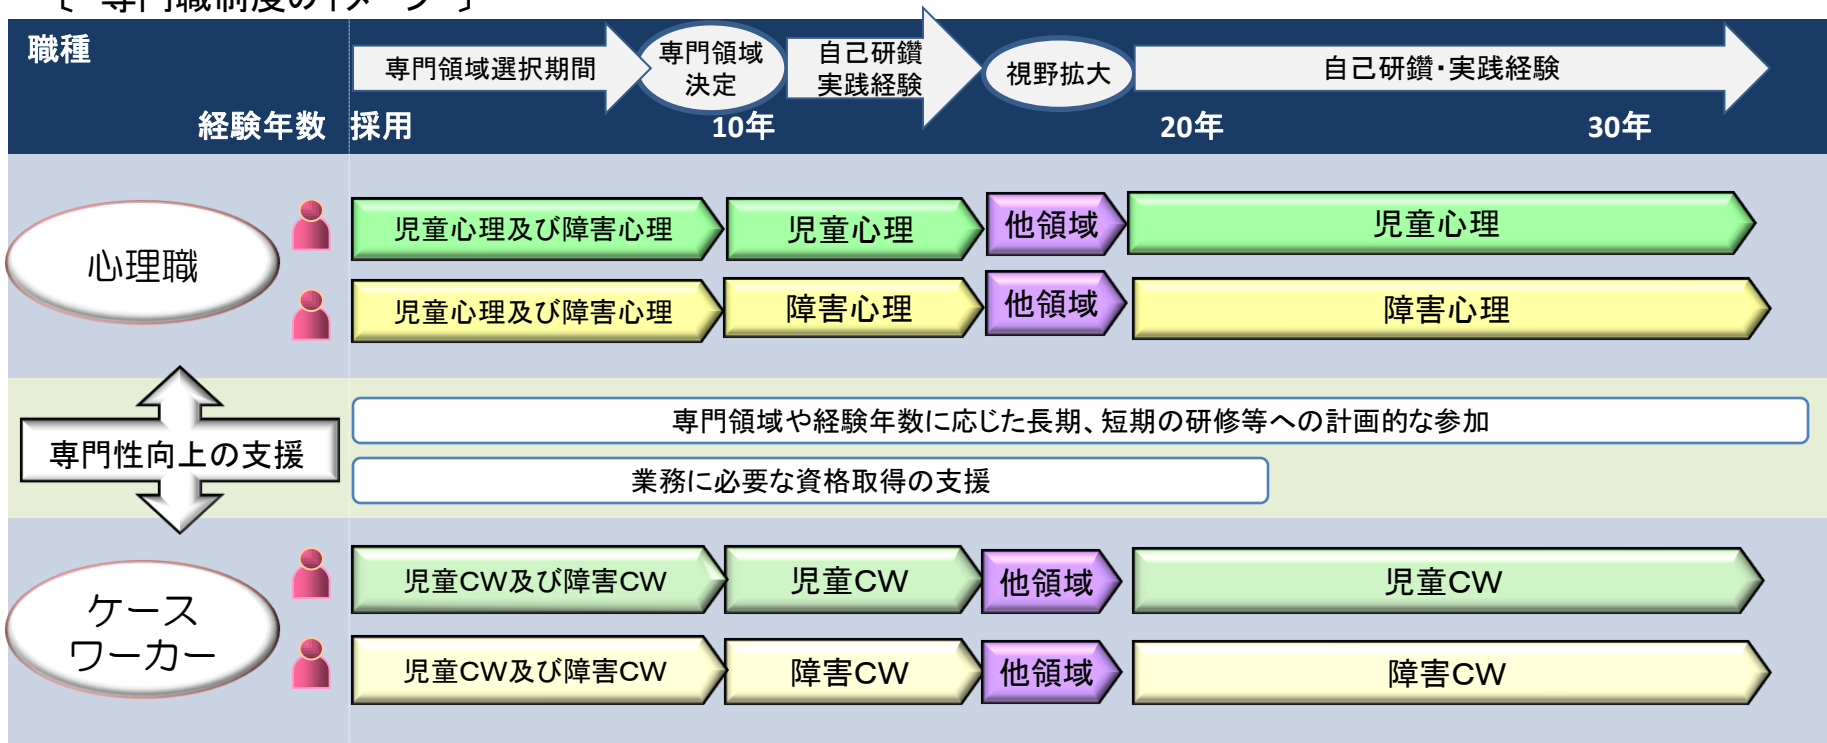 〔 専門職制度のイメージ 〕
職種
専門領域選択期間
専門領域
決定
自己研鑽
実践経験
視野拡大
自己研鑽・実践経験
経験年数
採用
10年
20年
30年
心理職
児童心理及び障害心理
児童心理
他領域
児童心理
児童心理及び障害心理
障害心理
他領域
障害心理
専門性向上の支援
専門領域や経験年数に応じた長期、短期の研修等への計画的な参加
業務に必要な資格取得の支援
ケース
ワーカー
児童CW及び障害CW
児童CW
他領域
児童CW
児童CW及び障害CW
障害CW
他領域
障害CW